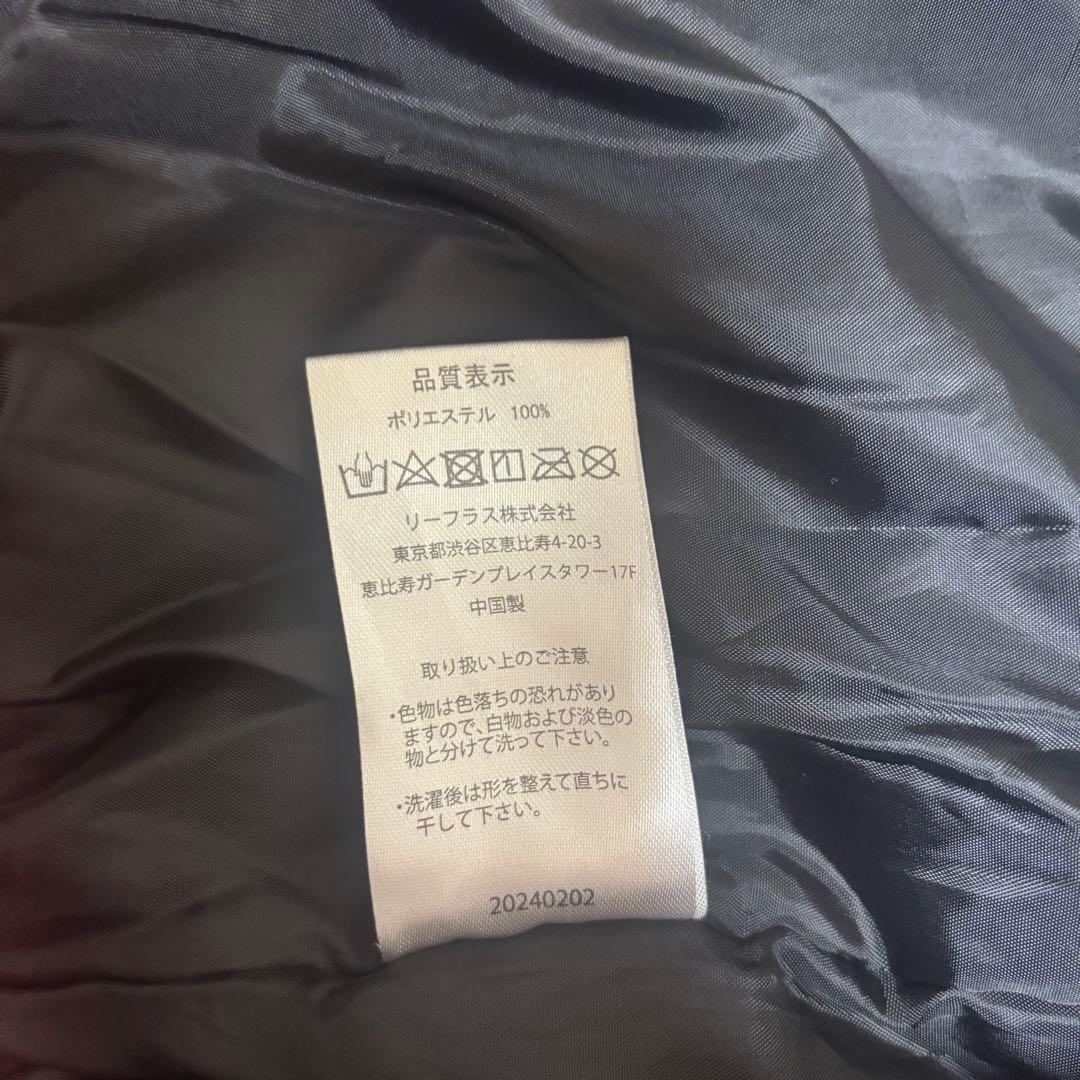 品質表示
ポリエステル 100%
リーフラス株式会社
東京都渋谷区恵比寿4-20-3
恵比寿ガーデンプレイスタワー17F
中国製
取り扱い上のご注意
・色物は色落ちの恐れがあり
ますので、白物および淡色の
物と分けて洗って下さい。
・洗濯後は形を整えて直ちに
干して下さい。
20240202